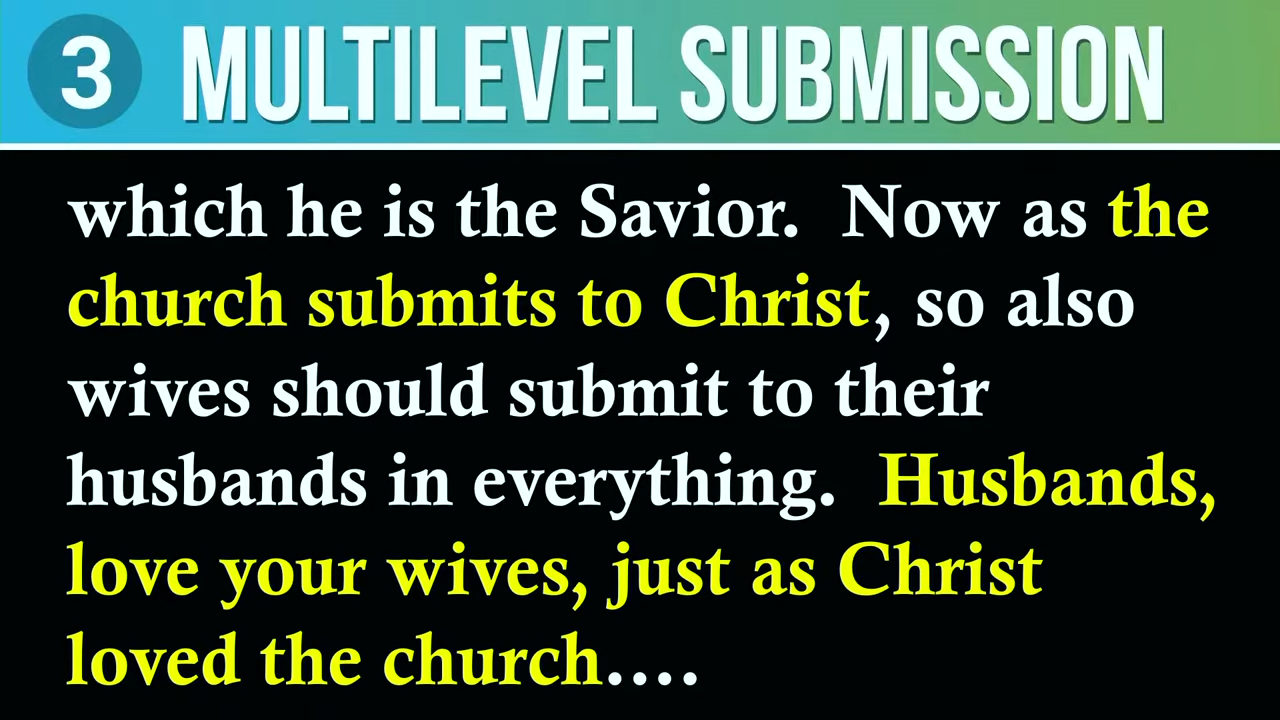 3 MULTILEVEL SUBMISSION
which he is the Savior. Now as the
church submits to Christ, so also
wives should submit to their
husbands in everything. Husbands,
love your wives, just as Christ
loved the church....